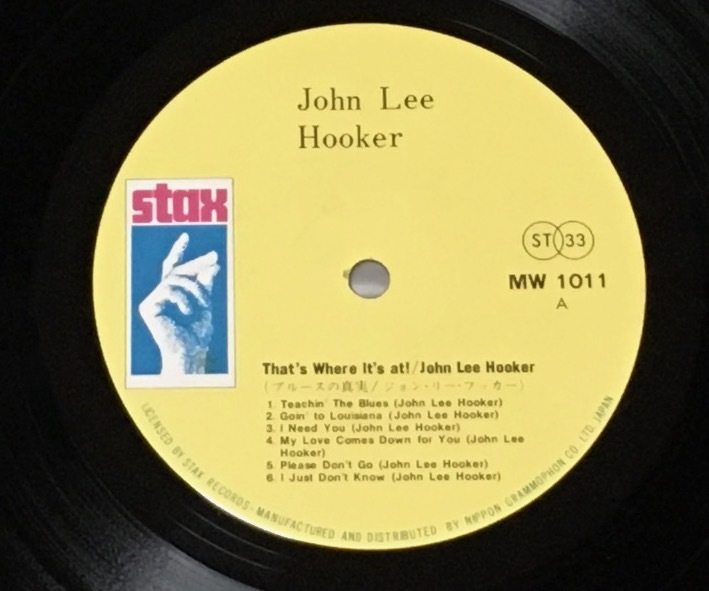 John Lee
Hooker
stax
ST 33
MW 1011
A
That's Where It's at!/John Lee Hooker
(ブルースの真実/ジョン・リー・フッカー)
1. Teachin' The Blues (John Lee Hooker)
2. Goin' to Louisiana (John Lee Hooker)
3. I Need You (John Lee Hooker)
4. My Love Comes Down for You (John Lee
Hooker)
5. Please Don't Go (John Lee Hooker)
6. I Just Don't Know (John Lee Hooker)
LICENSED BY STAX RECORDS · MANUFACTURED AND DISTRIBUTED BY NIPPON GRAMMOPHON CO. LTD. JAPAN